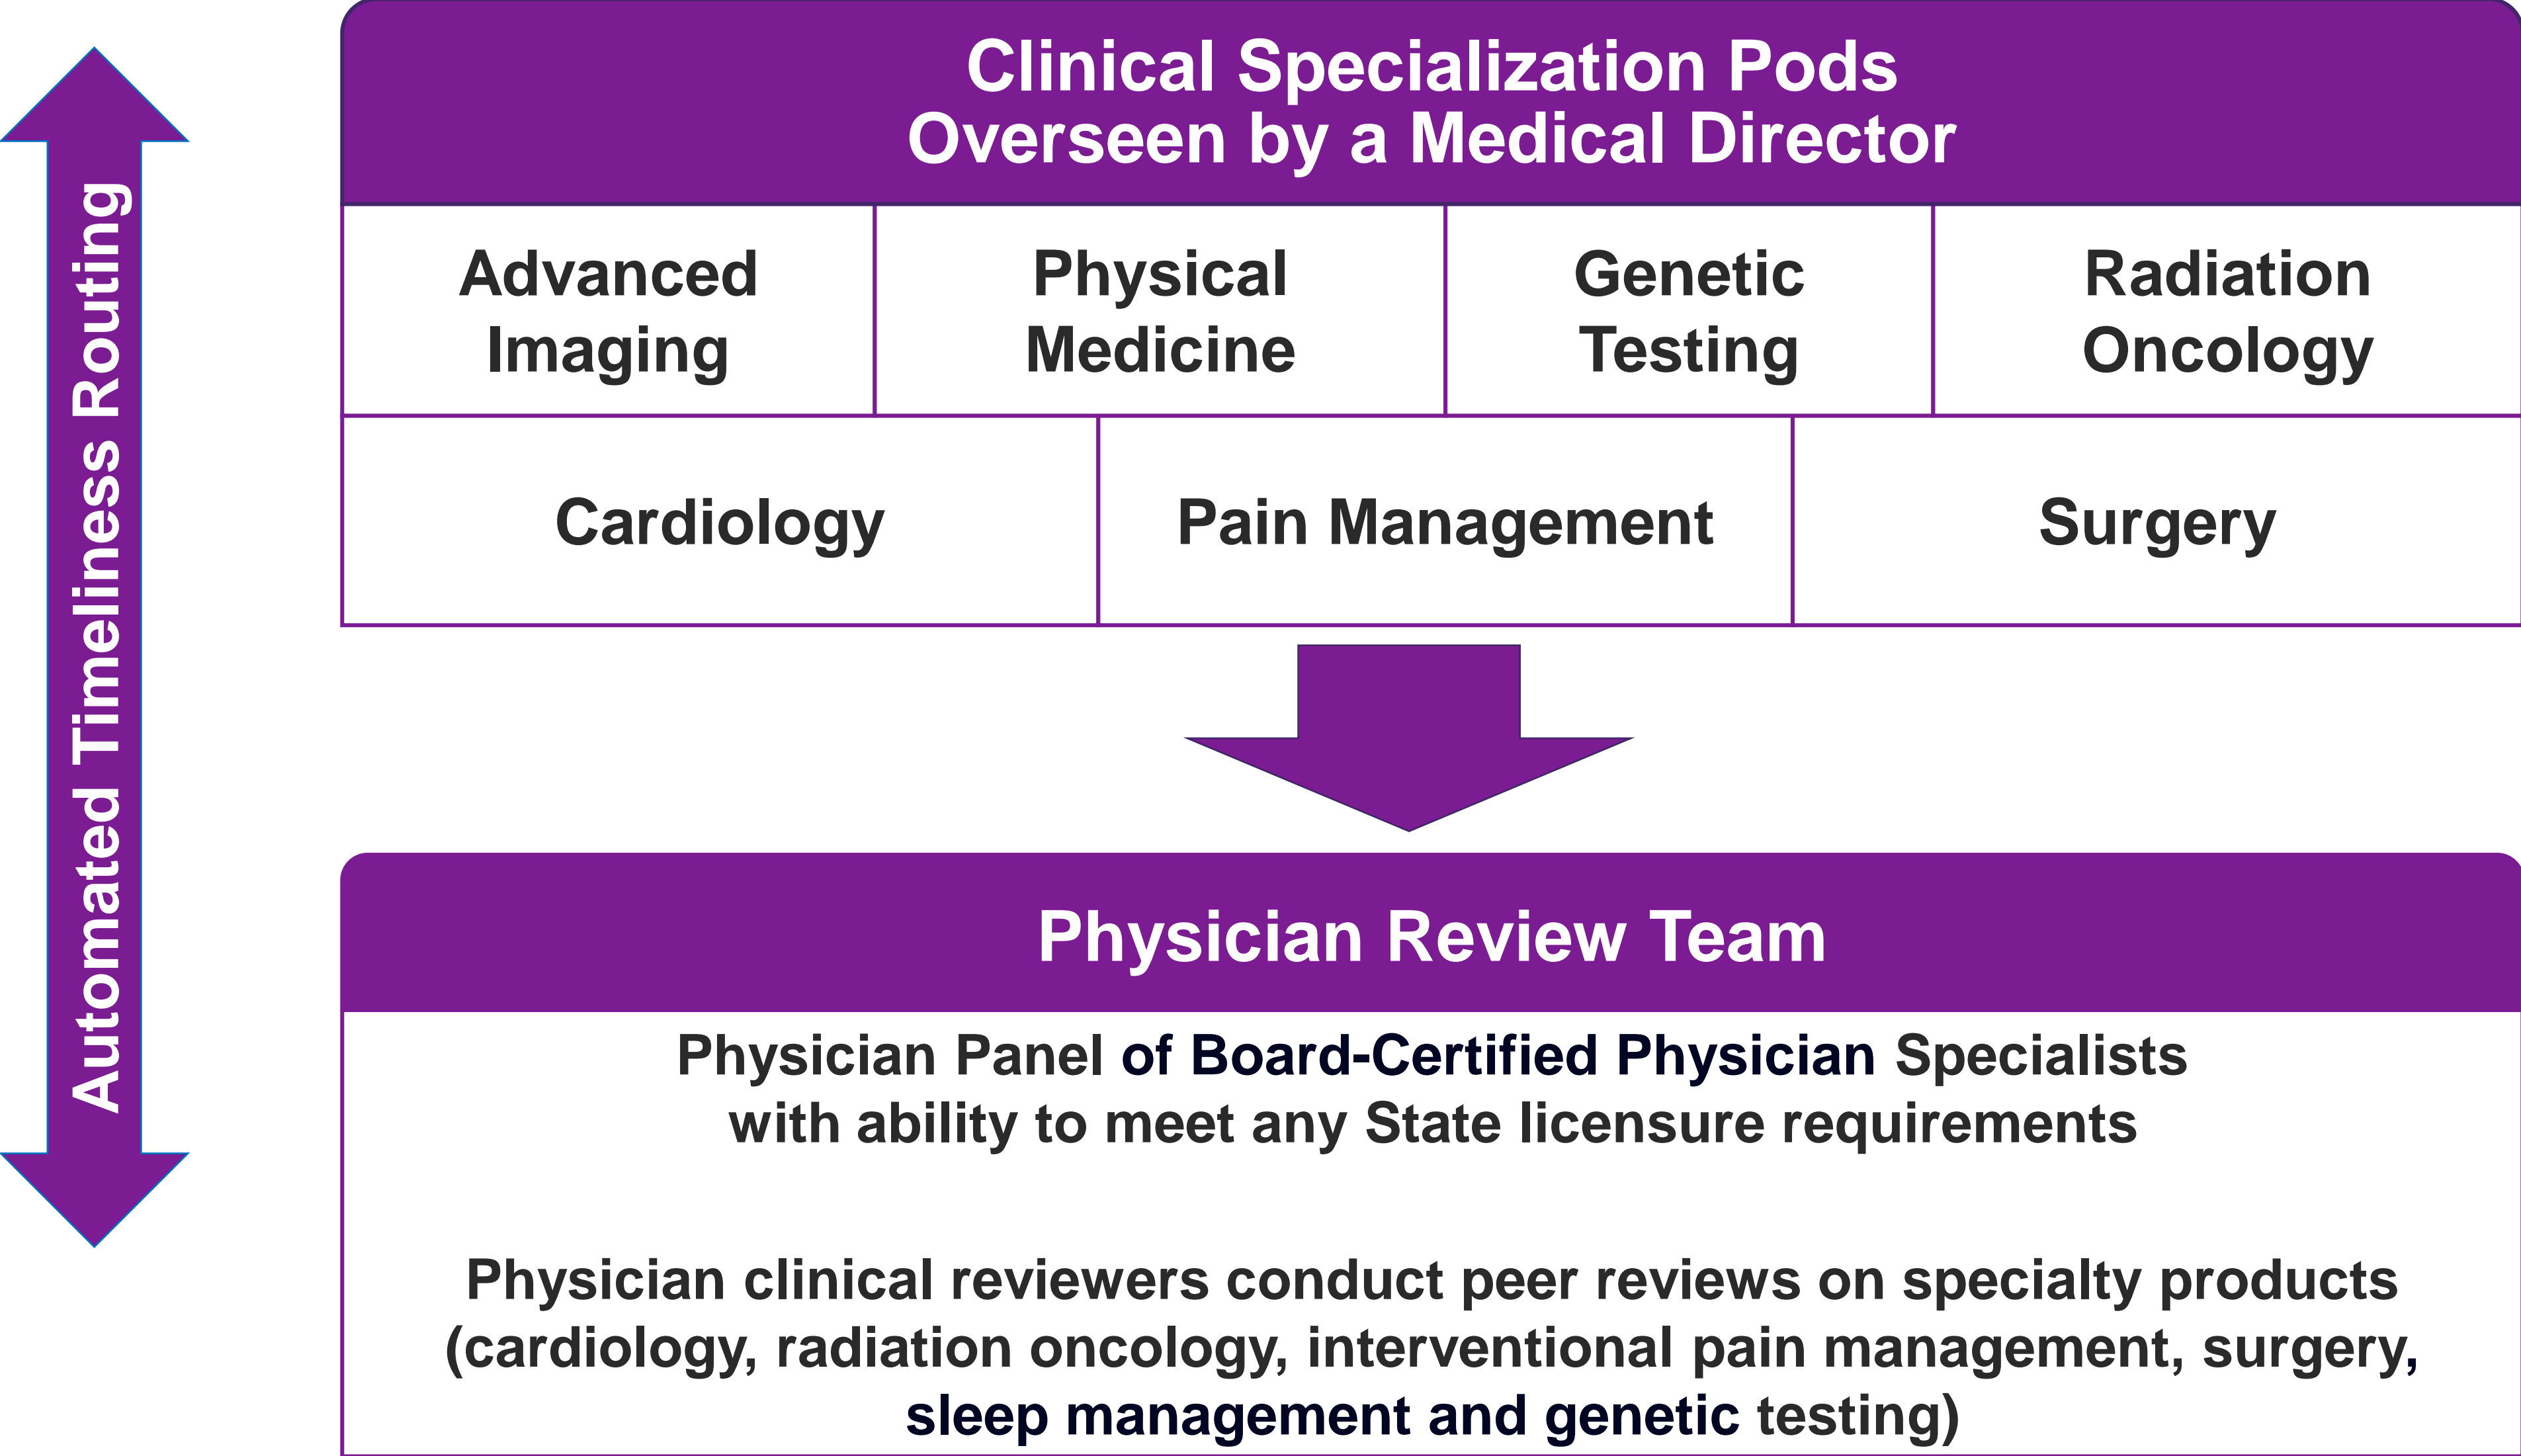 Automated Timeliness Routing
Clinical Specialization Pods
Overseen by a Medical Director
Advanced
Imaging
Physical
Medicine
Genetic
Testing
Radiation
Oncology
Cardiology
Pain Management
Surgery
Physician Review Team
Physician Panel of Board-Certified Physician Specialists
with ability to meet any State licensure requirements
Physician clinical reviewers conduct peer reviews on specialty products
(cardiology, radiation oncology, interventional pain management, surgery,
sleep management and genetic testing)